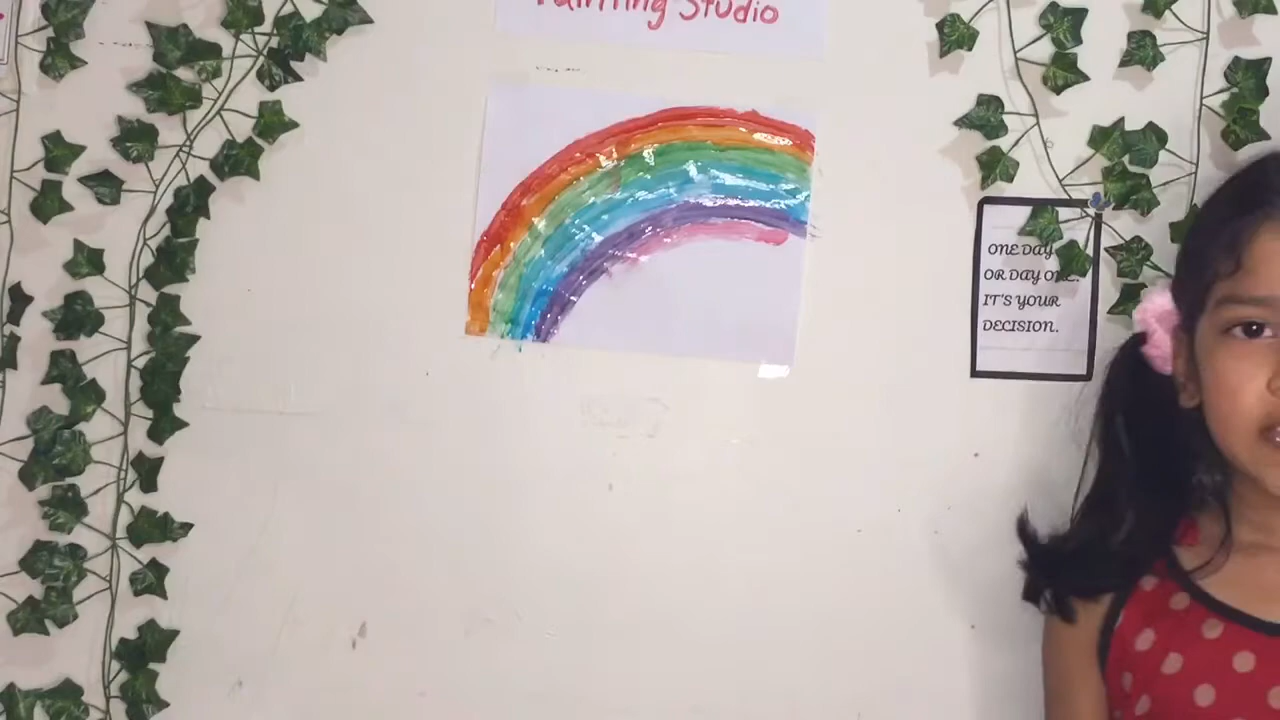 Painting Studio
ONE DAY
OR DAY ONE.
IT'S YOUR
DECISION.